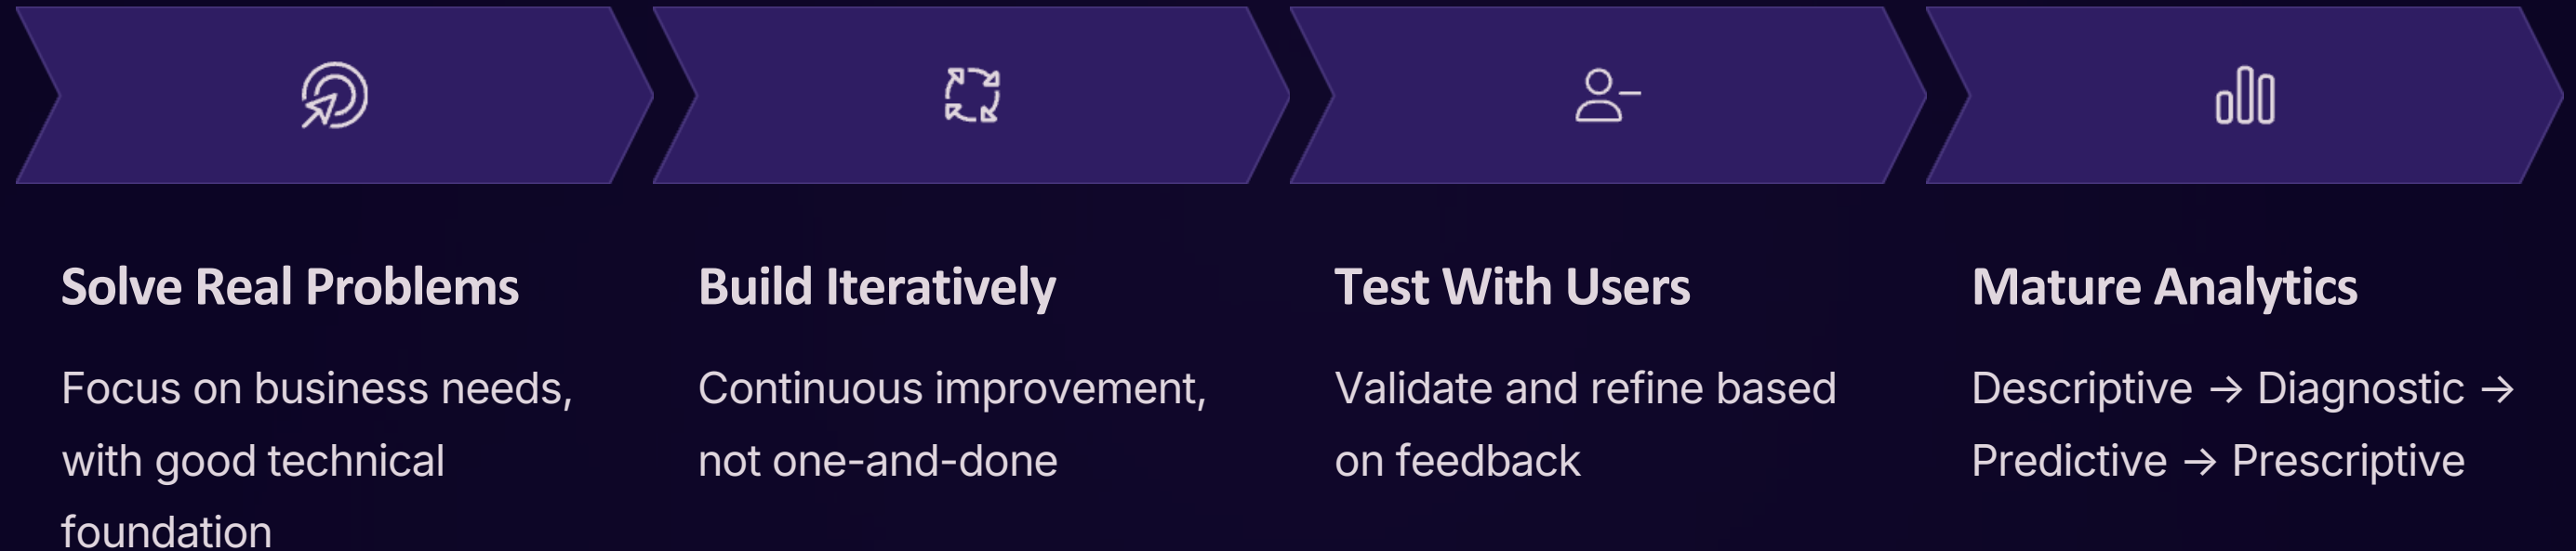 Solve Real Problems
Focus on business needs,
with good technical
foundation
Build Iteratively
Continuous improvement,
not one-and-done
Test With Users
Validate and refine based
on feedback
Mature Analytics
Descriptive → Diagnostic →
Predictive → Prescriptive